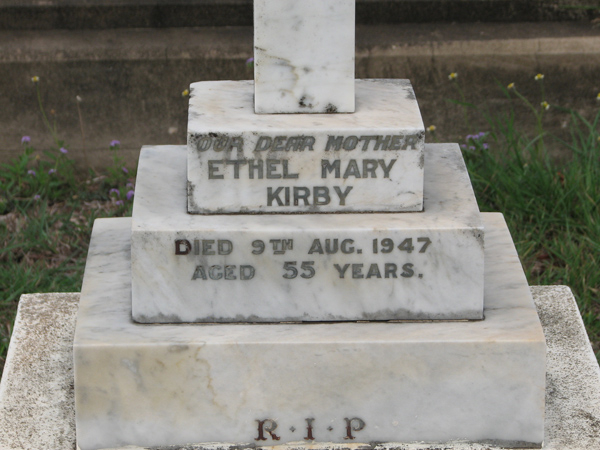 OUR DEAR MOTHER
ETHEL MARY
KIRBY
DIED 9TH AUG. 1947
AGED 55 YEARS.
R·I·P